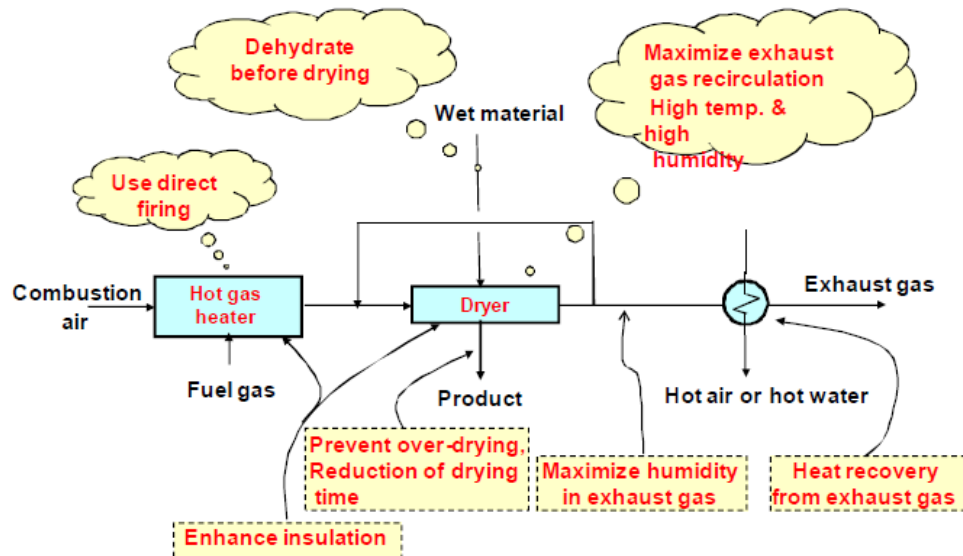 Dehydrate
before drying
Maximize exhaust
gas recirculation
High temp. &
high
humidity
Wet material
Use direct
firing
Combustion
air
Hot gas
heater
Dryer
Exhaust gas
Fuel gas
Product
Hot air or hot water
Prevent over-drying,
Reduction of drying
time
Maximize humidity
in exhaust gas
Heat recovery
from exhaust gas
Enhance insulation